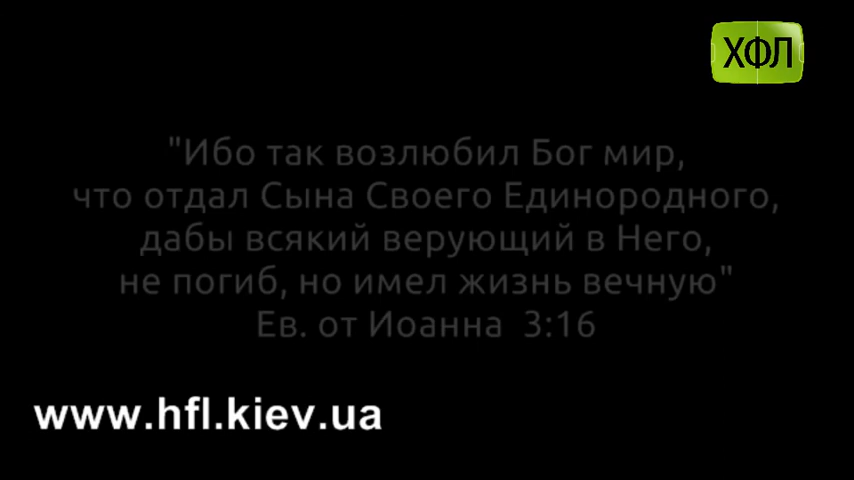 ХФЛ
"Ибо так возлюбил Бог мир,
что отдал Сына Своего Единородного,
дабы всякий верующий в Него,
не погиб, но имел жизнь вечную"
Ев. от Иоанна 3:16
www.hfl.kiev.ua